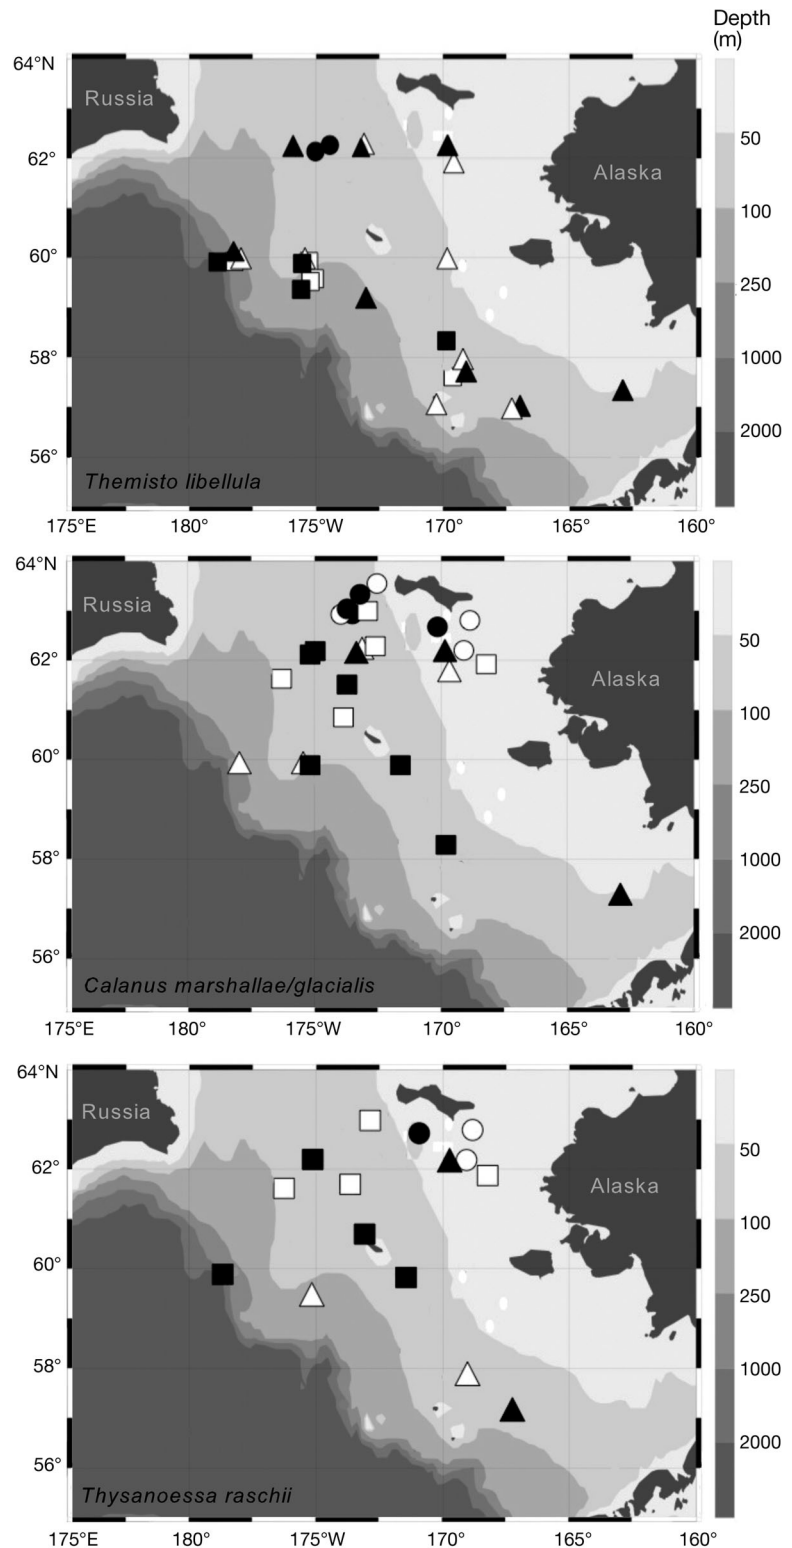 Depth
(m)
64°N
Russia
50
62°
Alaska
100
60°
250
58°
1000
2000
56°
Themisto libellula
175°E
180°
175°W
170°
165°
160°
64°N
Russia
50
62°
Alaska
100
60°
250
58°
1000
2000
56°
Calanus marshallae/glacialis
175°E
180°
175°W
170°
165°
160°
64°N
Russia
50
62°
Alaska
100
60°
250
58°
1000
2000
56°
Thysanoessa raschii
175°E
180°
175°W
170°
165°
160°